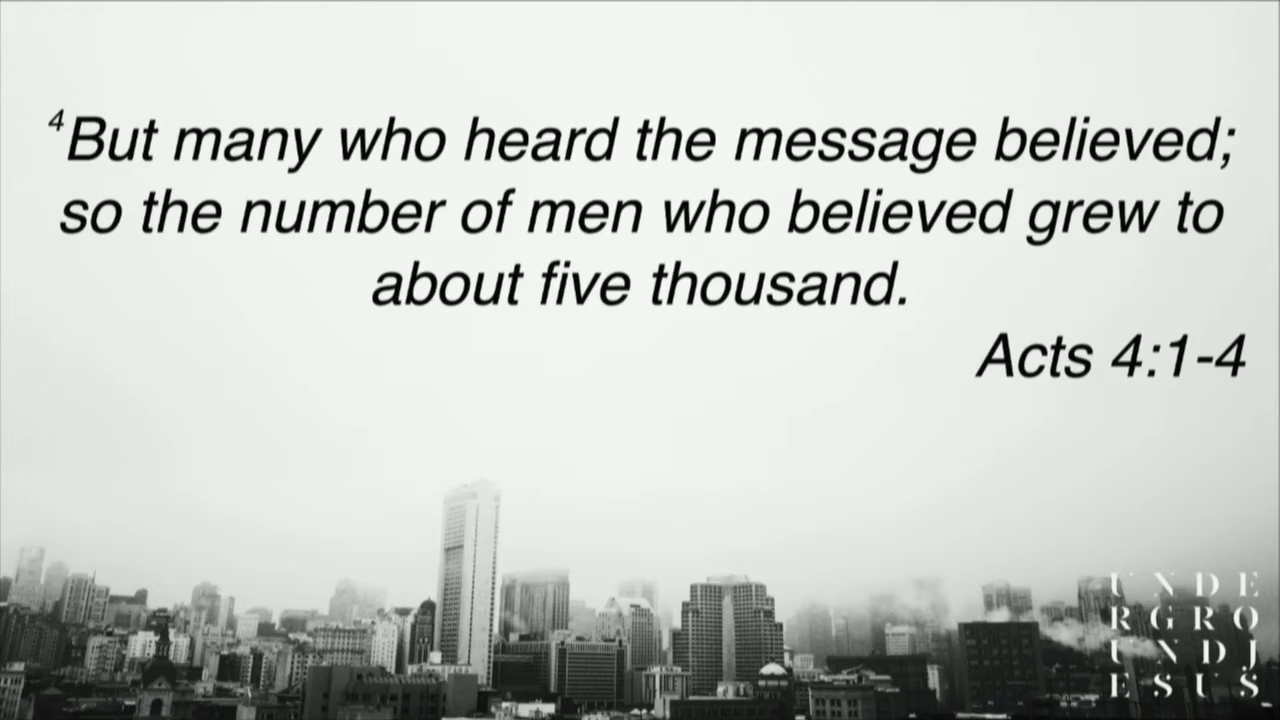 ⁴But many who heard the message believed;
so the number of men who believed grew to
about five thousand.
Acts 4:1-4
UNDE
RGRO
UNDJ
ESUS